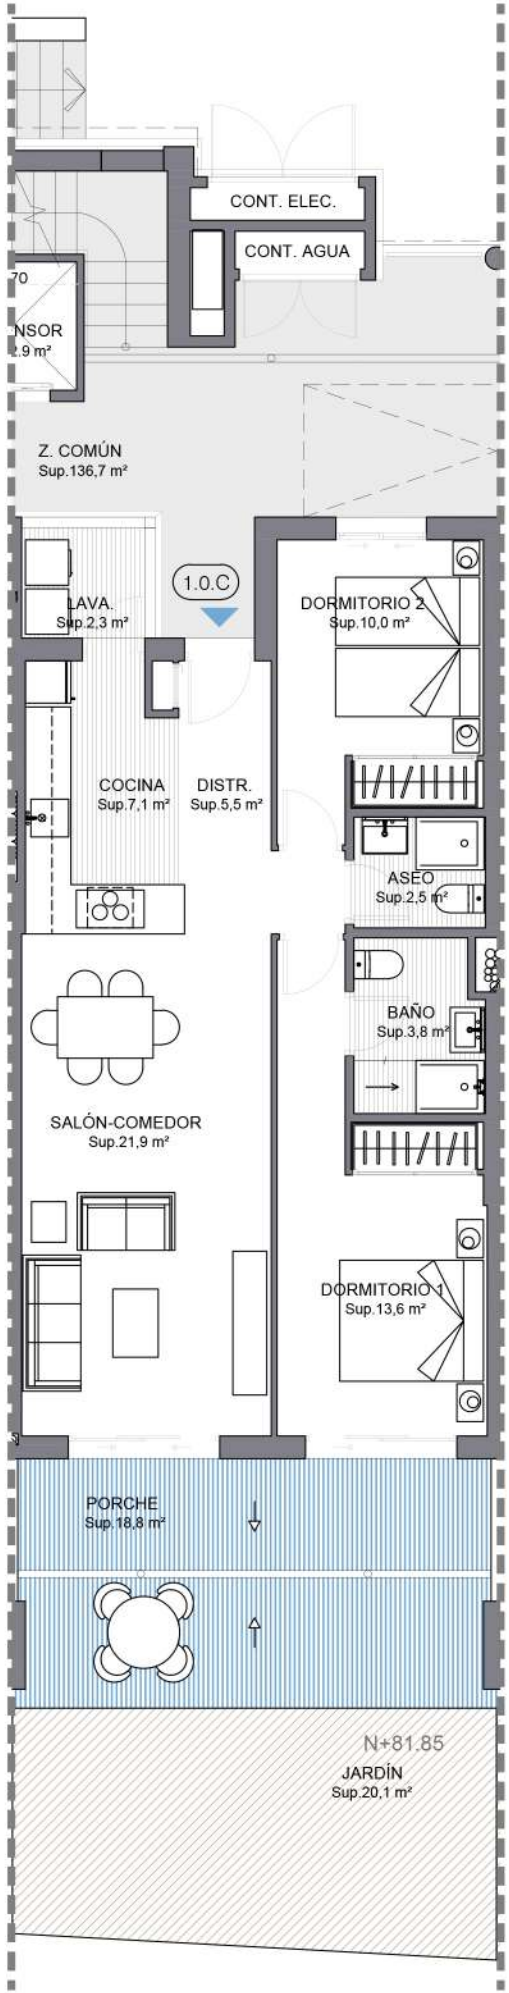 CONT. ELEC.
CONT. AGUA
70
NSOR
2.9 m²
Z. COMÚN
Sup.136,7 m²
1.0.C
LAVA.
Sup.2,3 m²
DORMITORIO 2
Sup.10,0 m²
COCINA
Sup.7,1 m²
DISTR.
Sup.5,5 m²
ASEO
Sup.2,5 m²
BAÑO
Sup.3,8 m²
SALÓN-COMEDOR
Sup.21,9 m²
DORMITORIO 1
Sup.13,6 m²
PORCHE
Sup.18,8 m²
N+81.85
JARDÍN
Sup.20,1 m²